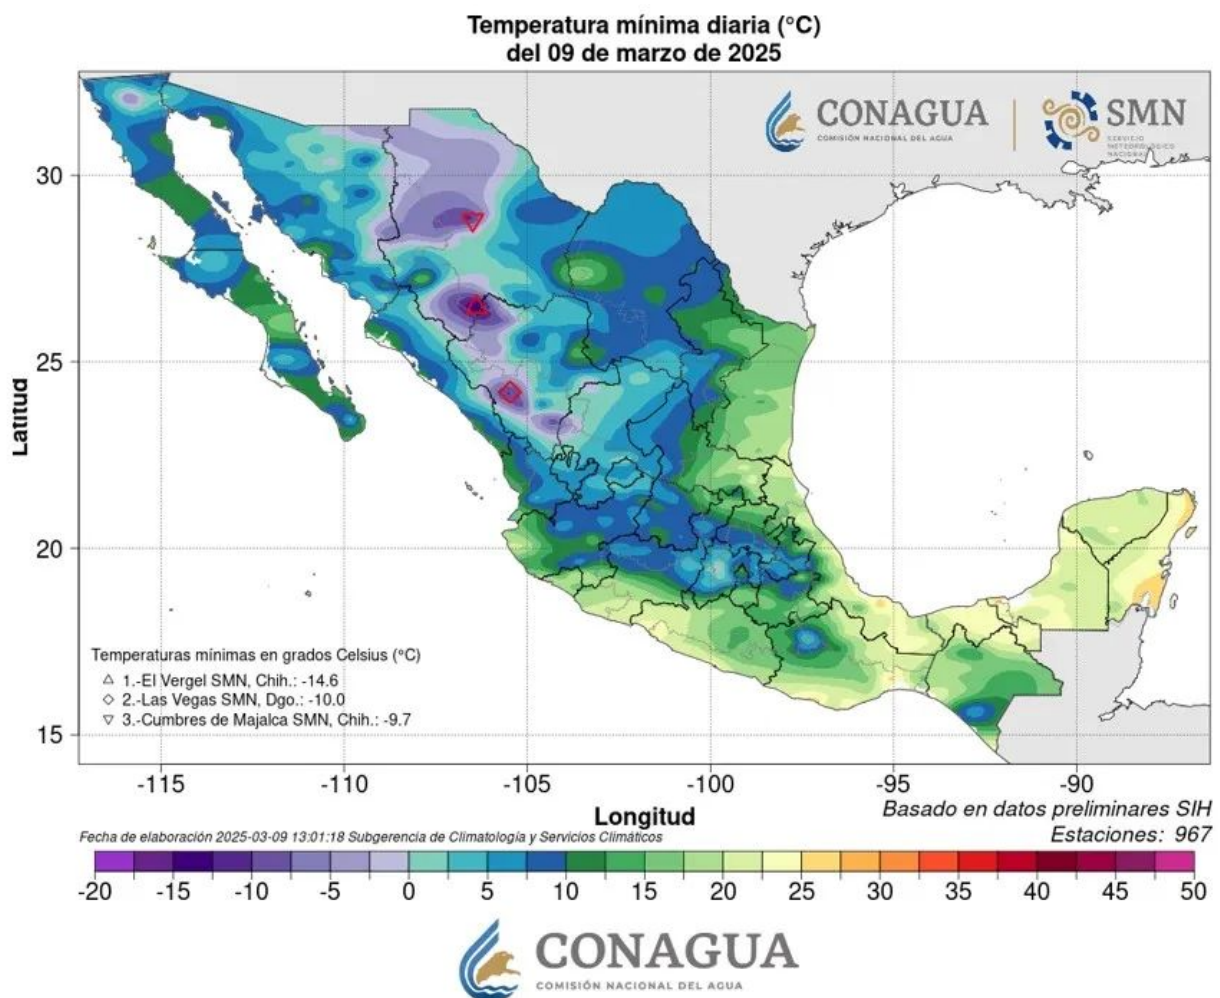 Temperatura mínima diaria (°C)
del 09 de marzo de 2025
CONAGUA
COMISIÓN NACIONAL DEL AGUA
SMN
SERVICIO
METEOROLÓGICO
NACIONAL
30
25
20
15
Latitud
Temperaturas mínimas en grados Celsius (°C)
1.-El Vergel SMN, Chih.: -14.6
2.-Las Vegas SMN, Dgo.: -10.0
3.-Cumbres de Majalca SMN, Chih.: -9.7
-115 -110 -105 -100 -95 -90
Longitud
Basado en datos preliminares SIH
Estaciones: 967
Fecha de elaboración 2025-03-09 13:01:18 Subgerencia de Climatología y Servicios Climáticos
-20 -15 -10 -5 0 5 10 15 20 25 30 35 40 45 50
CONAGUA
COMISIÓN NACIONAL DEL AGUA